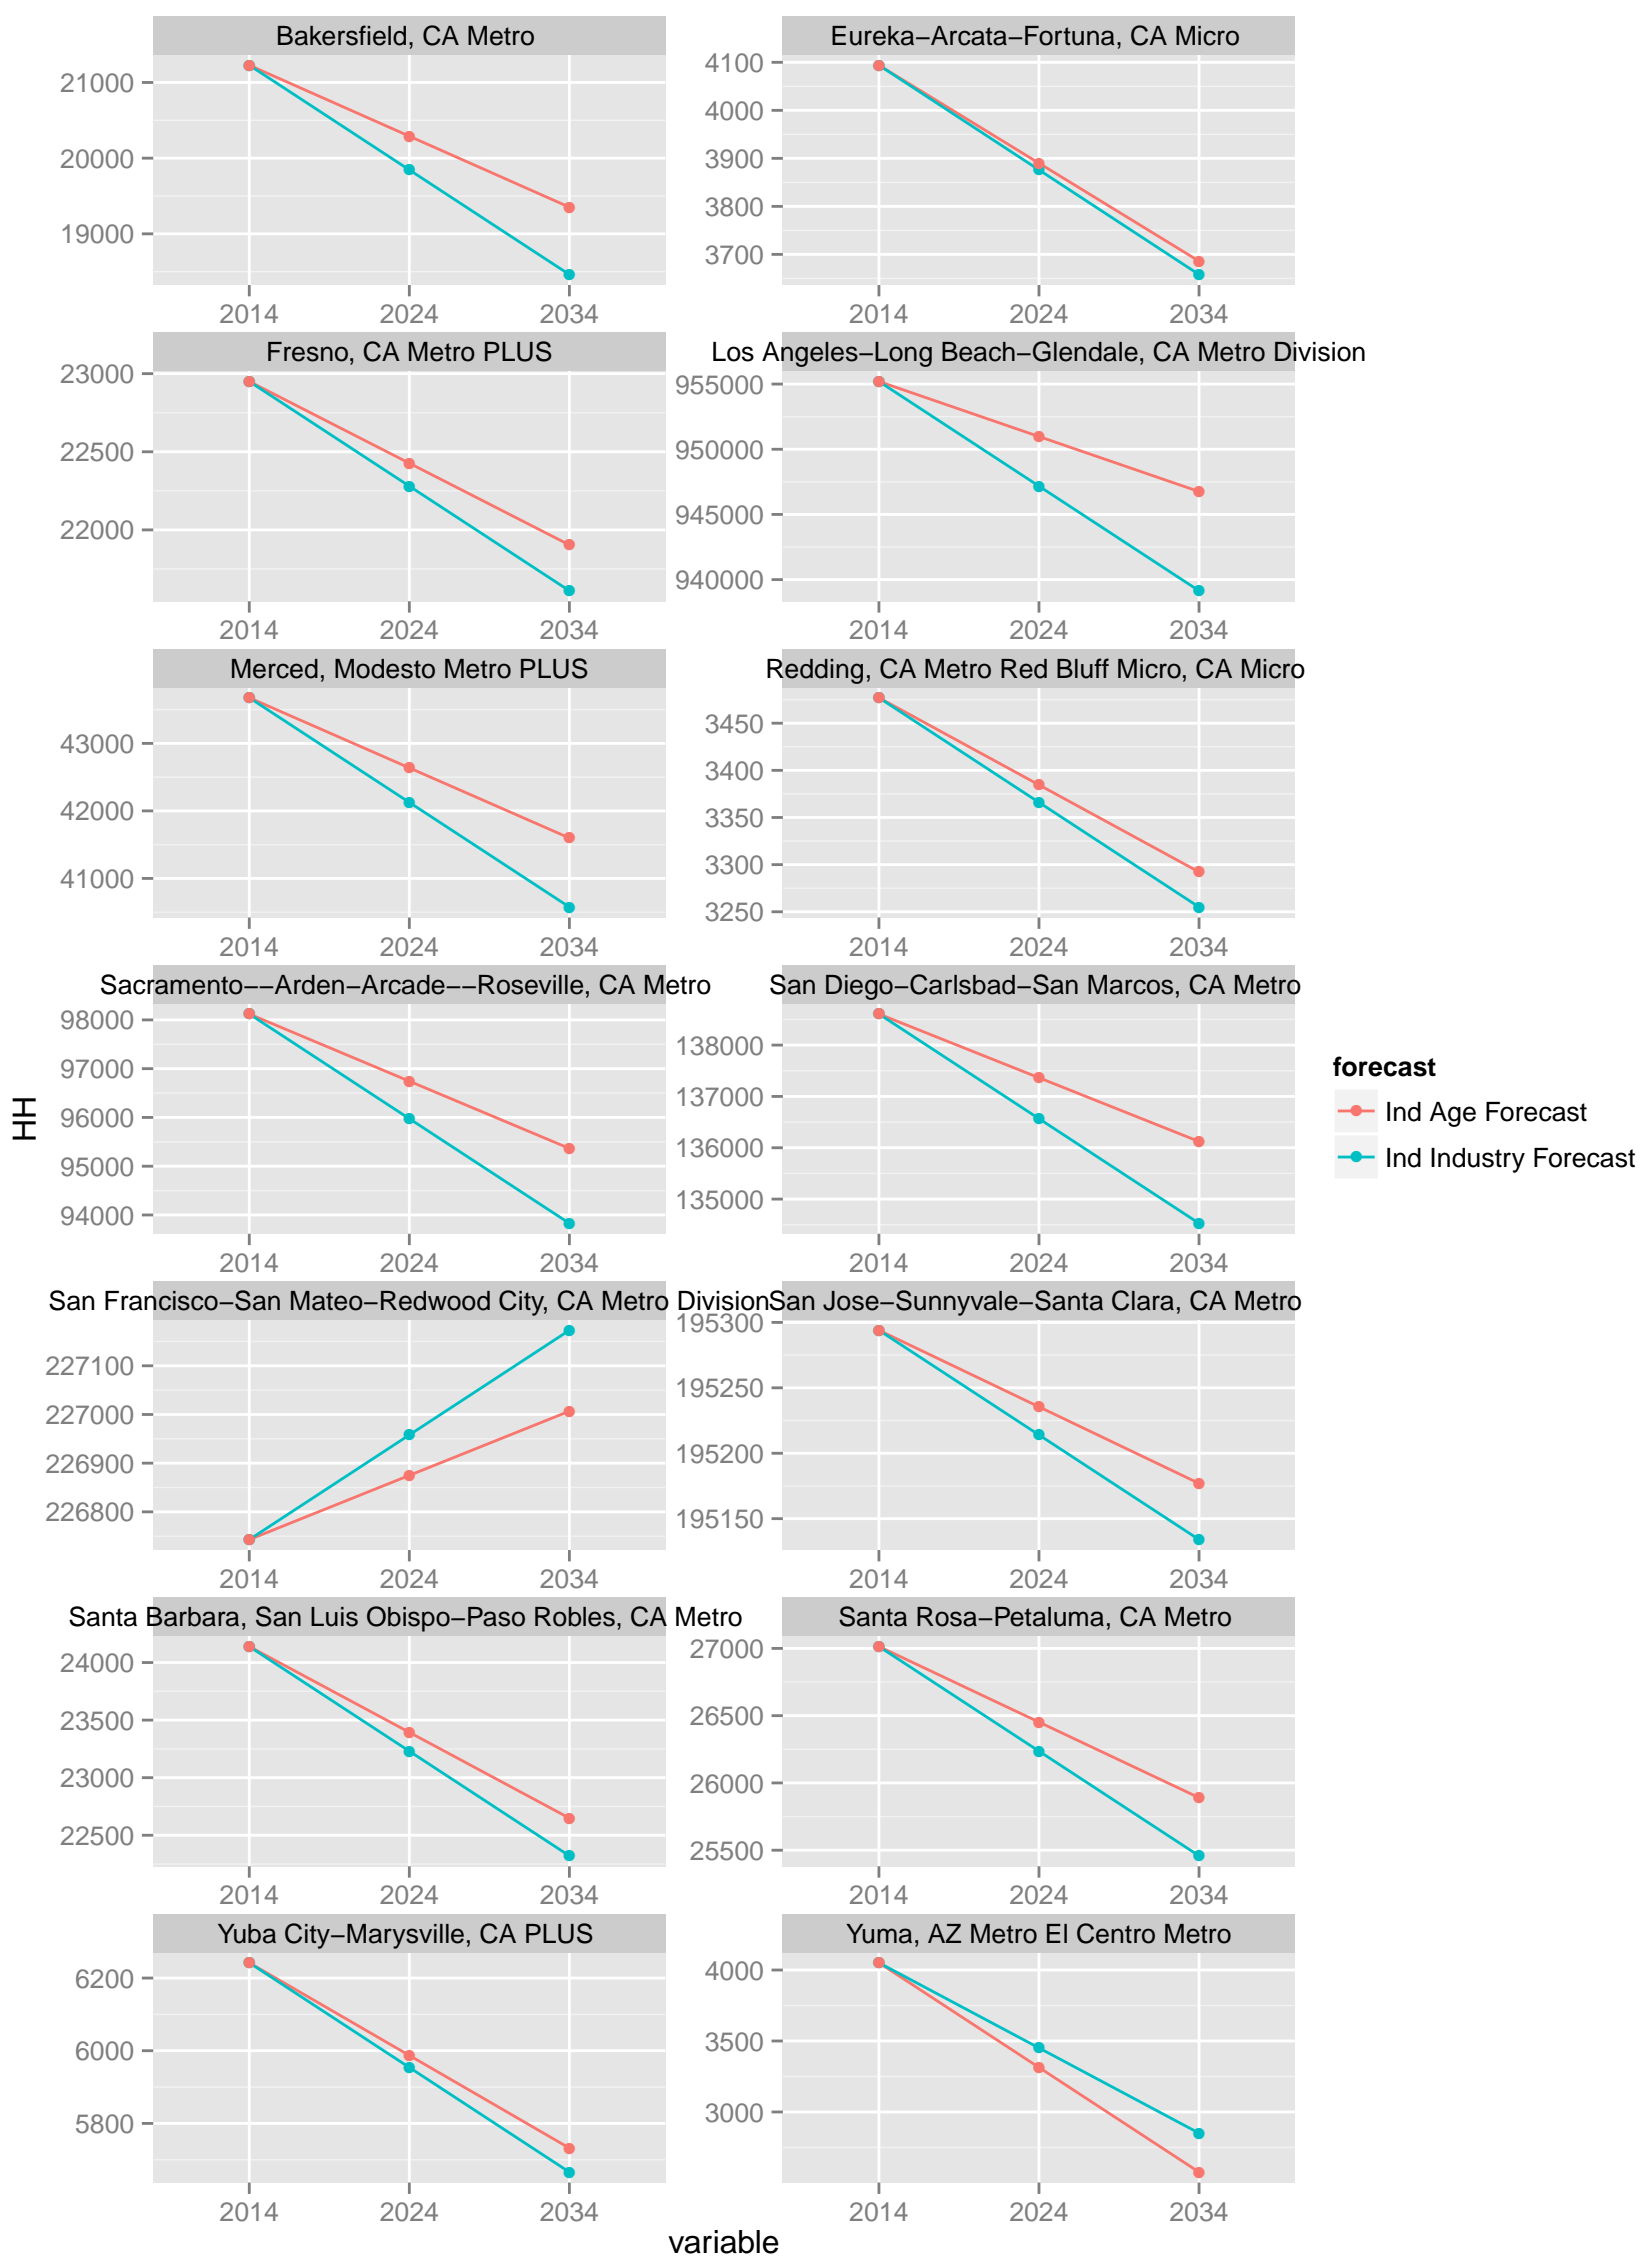 Bakersfield, CA Metro
21000
20000
19000
2014 2024 2034
Eureka−Arcata−Fortuna, CA Micro
4100
4000
3900
3800
3700
2014 2024 2034
Fresno, CA Metro PLUS
23000
22500
22000
2014 2024 2034
Los Angeles−Long Beach−Glendale, CA Metro Division
955000
950000
945000
940000
2014 2024 2034
Merced, Modesto Metro PLUS
43000
42000
41000
2014 2024 2034
Redding, CA Metro Red Bluff Micro, CA Micro
3450
3400
3350
3300
3250
2014 2024 2034
Sacramento−−Arden−Arcade−−Roseville, CA Metro
98000
97000
96000
95000
94000
2014 2024 2034
San Diego−Carlsbad−San Marcos, CA Metro
138000
137000
136000
135000
2014 2024 2034
San Francisco−San Mateo−Redwood City, CA Metro Division
227100
227000
226900
226800
2014 2024 2034
San Jose−Sunnyvale−Santa Clara, CA Metro
195300
195250
195200
195150
2014 2024 2034
Santa Barbara, San Luis Obispo−Paso Robles, CA Metro
24000
23500
23000
22500
2014 2024 2034
Santa Rosa−Petaluma, CA Metro
27000
26500
26000
25500
2014 2024 2034
Yuba City−Marysville, CA PLUS
6200
6000
5800
2014 2024 2034
Yuma, AZ Metro El Centro Metro
4000
3500
3000
2014 2024 2034
HH
variable
forecast
Ind Age Forecast
Ind Industry Forecast